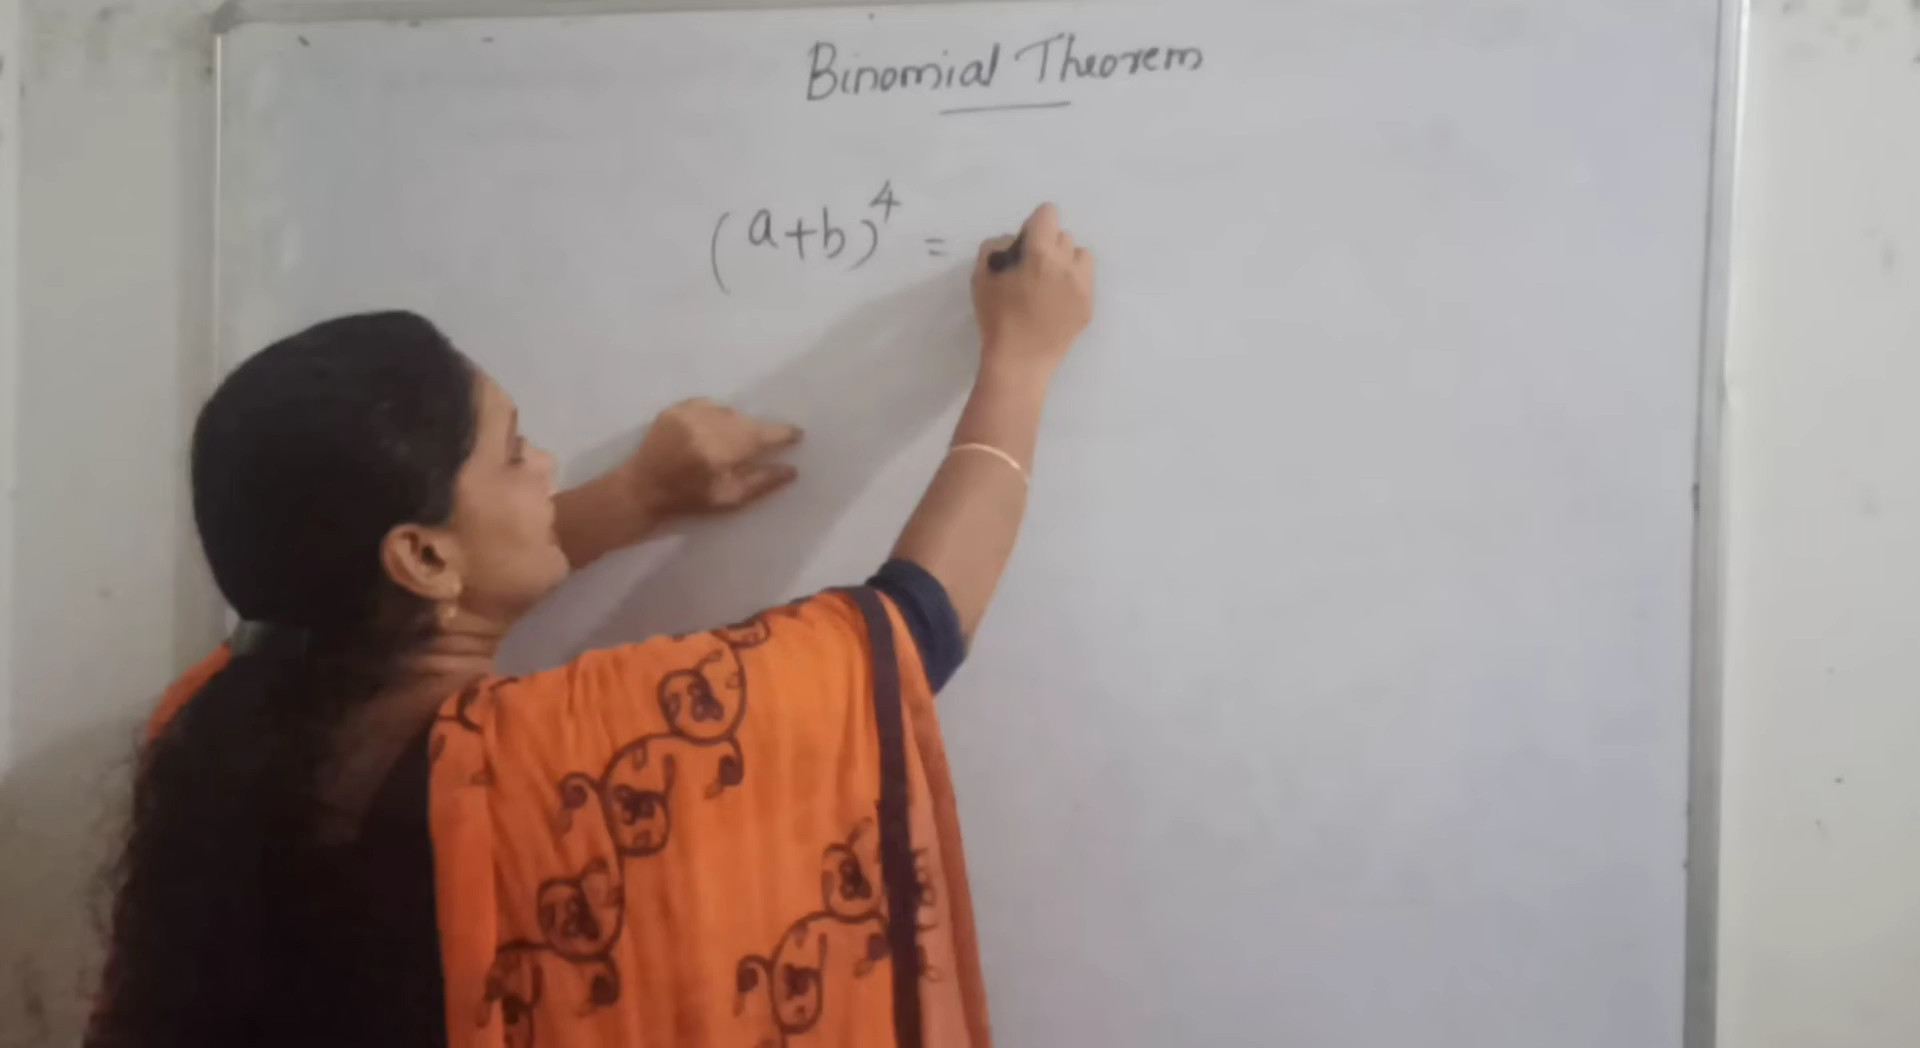 Binomial Theorem
(a+b)⁴ =